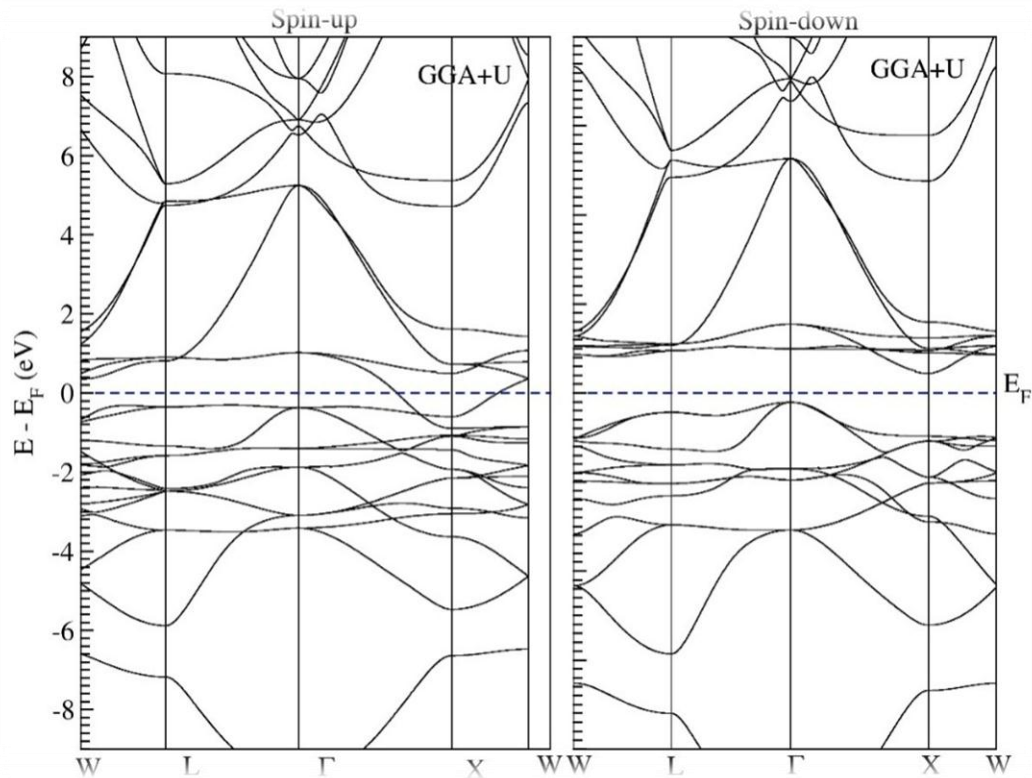 Spin-up
Spin-down
GGA+U
GGA+U
8
6
4
2
0
-2
-4
-6
-8
E - E_F (eV)
E_F
W L Γ X W
W L Γ X W